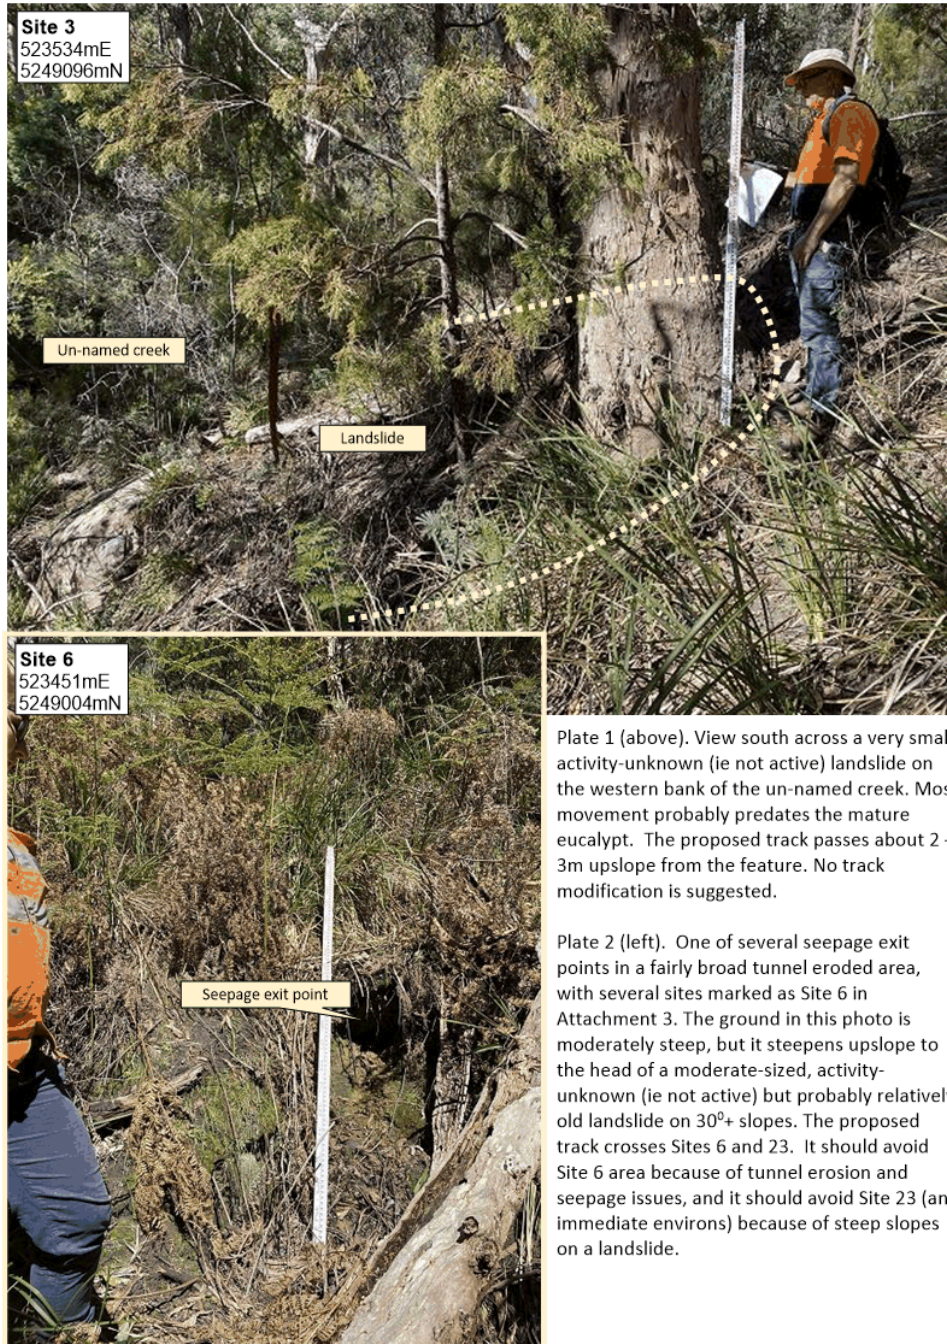 Site 3
523534mE
5249096mN
Un-named creek
Landslide
Site 6
523451mE
5249004mN
Seepage exit point
Plate 1 (above). View south across a very smal
activity-unknown (ie not active) landslide on
the western bank of the un-named creek. Mos
movement probably predates the mature
eucalypt. The proposed track passes about 2 -
3m upslope from the feature. No track
modification is suggested.
Plate 2 (left). One of several seepage exit
points in a fairly broad tunnel eroded area,
with several sites marked as Site 6 in
Attachment 3. The ground in this photo is
moderately steep, but it steepens upslope to
the head of a moderate-sized, activity-
unknown (ie not active) but probably relatively
old landslide on 30⁰+ slopes. The proposed
track crosses Sites 6 and 23. It should avoid
Site 6 area because of tunnel erosion and
seepage issues, and it should avoid Site 23 (an
immediate environs) because of steep slopes
on a landslide.